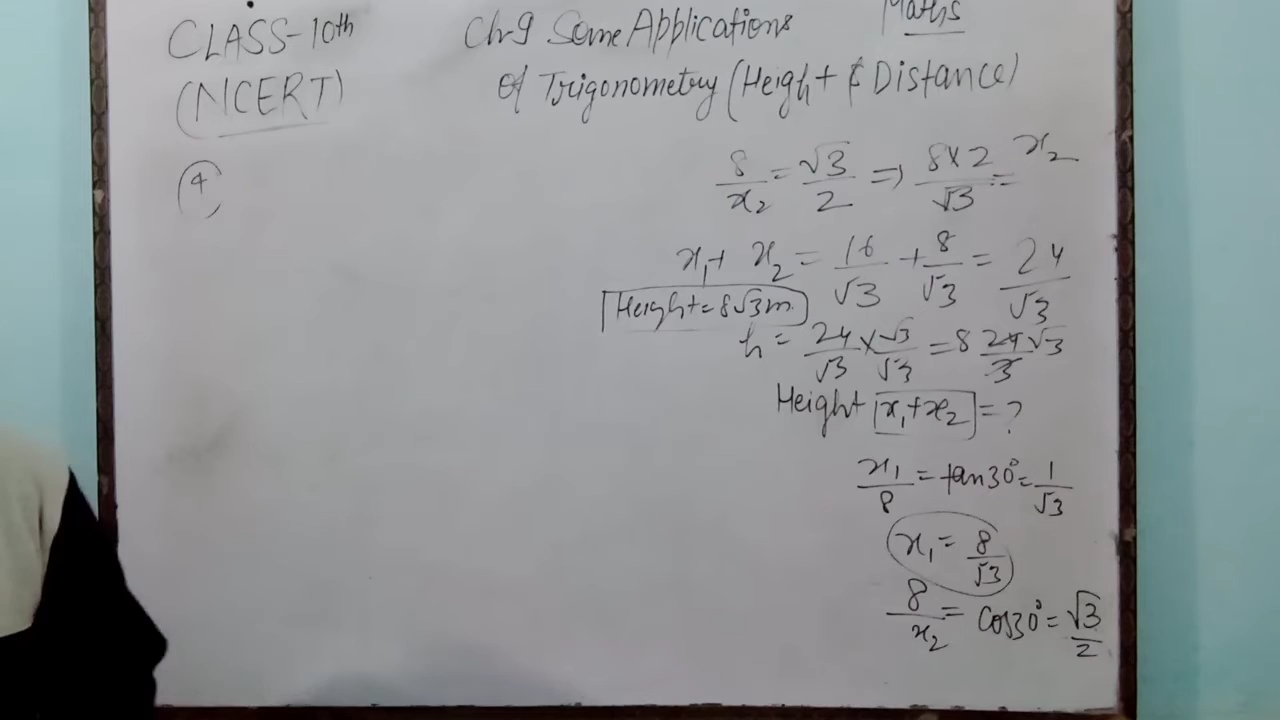 CLASS-10th
(NCERT)
Ch-9 Some Applications
Of Trigonometry (Height & Distance)
Maths
4
8/x₂ = √3/2 ⇒ 8×2/√3 = x₂
x₁+ x₂ = 16/√3 + 8/√3 = 24/√3
Height = 8√3m
h = 24/√3 × √3/√3 = 8 24/3 √3
Height x₁+x₂ = ?
x₁/8 = tan30° = 1/√3
x₁ = 8/√3
8/x₂ = cos30° = √3/2